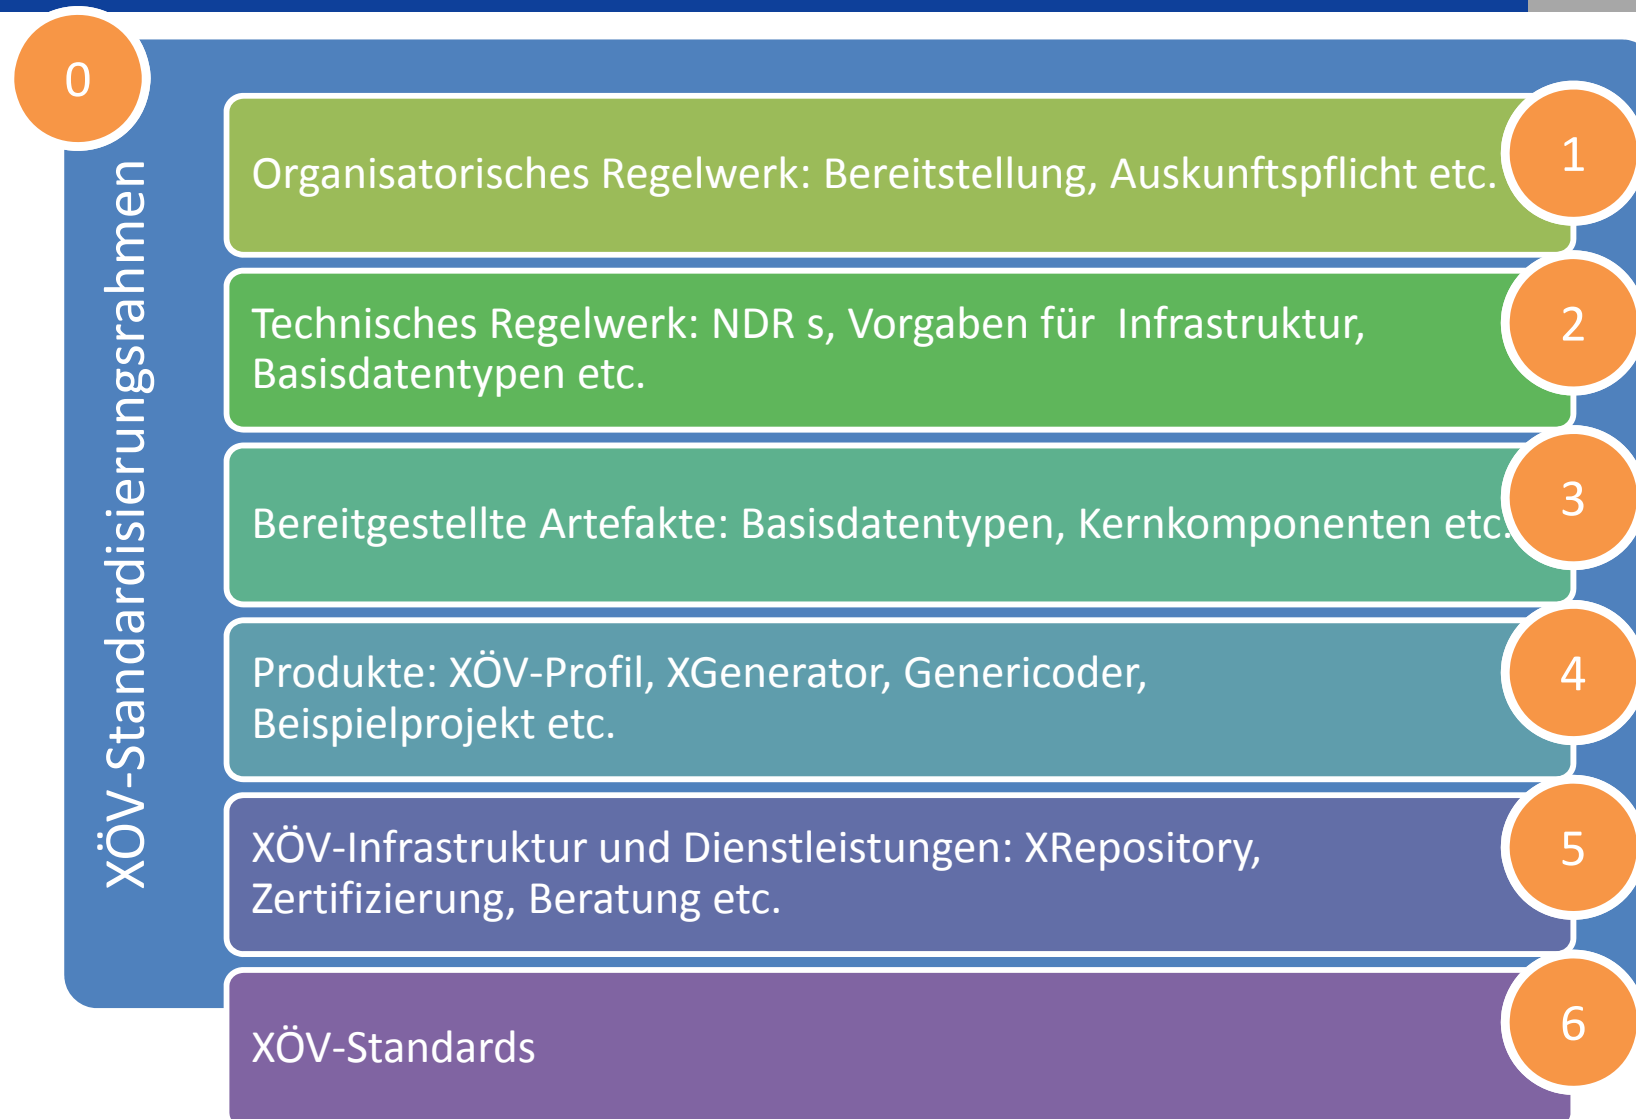 0
XÖV-Standardisierungsrahmen
Organisatorisches Regelwerk: Bereitstellung, Auskunftspflicht etc.
1
Technisches Regelwerk: NDR s, Vorgaben für  Infrastruktur,
Basisdatentypen etc.
2
Bereitgestellte Artefakte: Basisdatentypen, Kernkomponenten etc.
3
Produkte: XÖV-Profil, XGenerator, Genericoder,
Beispielprojekt etc.
4
XÖV-Infrastruktur und Dienstleistungen: XRepository,
Zertifizierung, Beratung etc.
5
XÖV-Standards
6